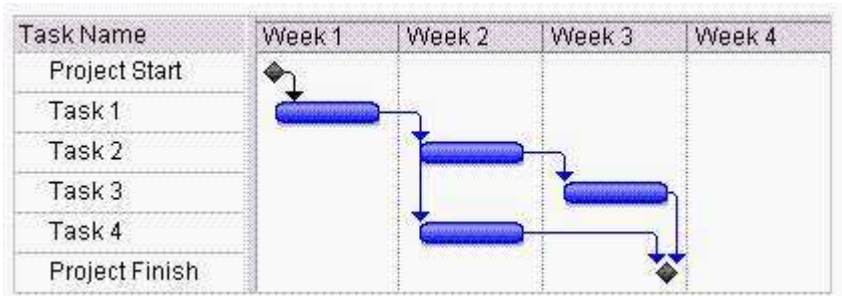 Task Name Week 1 Week 2 Week 3 Week 4
Project Start
Task 1
Task 2
Task 3
Task 4
Project Finish